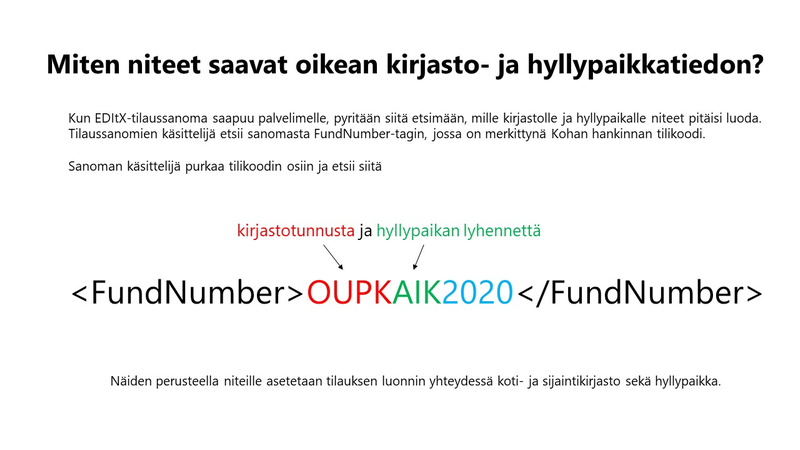 Miten niteet saavat oikean kirjasto- ja hyllypaikkatiedon?
Kun EDItX-tilaussanoma saapuu palvelimelle, pyritään siitä etsimään, mille kirjastolle ja hyllypaikalle niteet pitäisi luoda.
Tilaussanomien käsittelijä etsii sanomasta FundNumber-tagin, jossa on merkittynä Kohan hankinnan tilikoodi.
Sanoman käsittelijä purkaa tilikoodin osiin ja etsii siitä
kirjastotunnusta ja hyllypaikan lyhennettä
<FundNumber>OUPKAIK2020</FundNumber>
Näiden perusteella niteille asetetaan tilauksen luonnin yhteydessä koti- ja sijaintikirjasto sekä hyllypaikka.